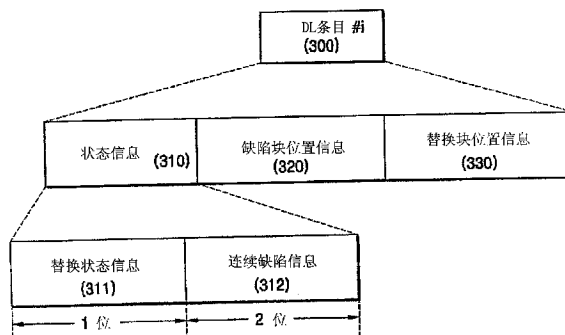 DL条目 #i
(300)
状态信息 (310)
缺陷块位置信息
(320)
替换块位置信息
(330)
替换状态信息
(311)
连续缺陷信息
(312)
1 位
2 位